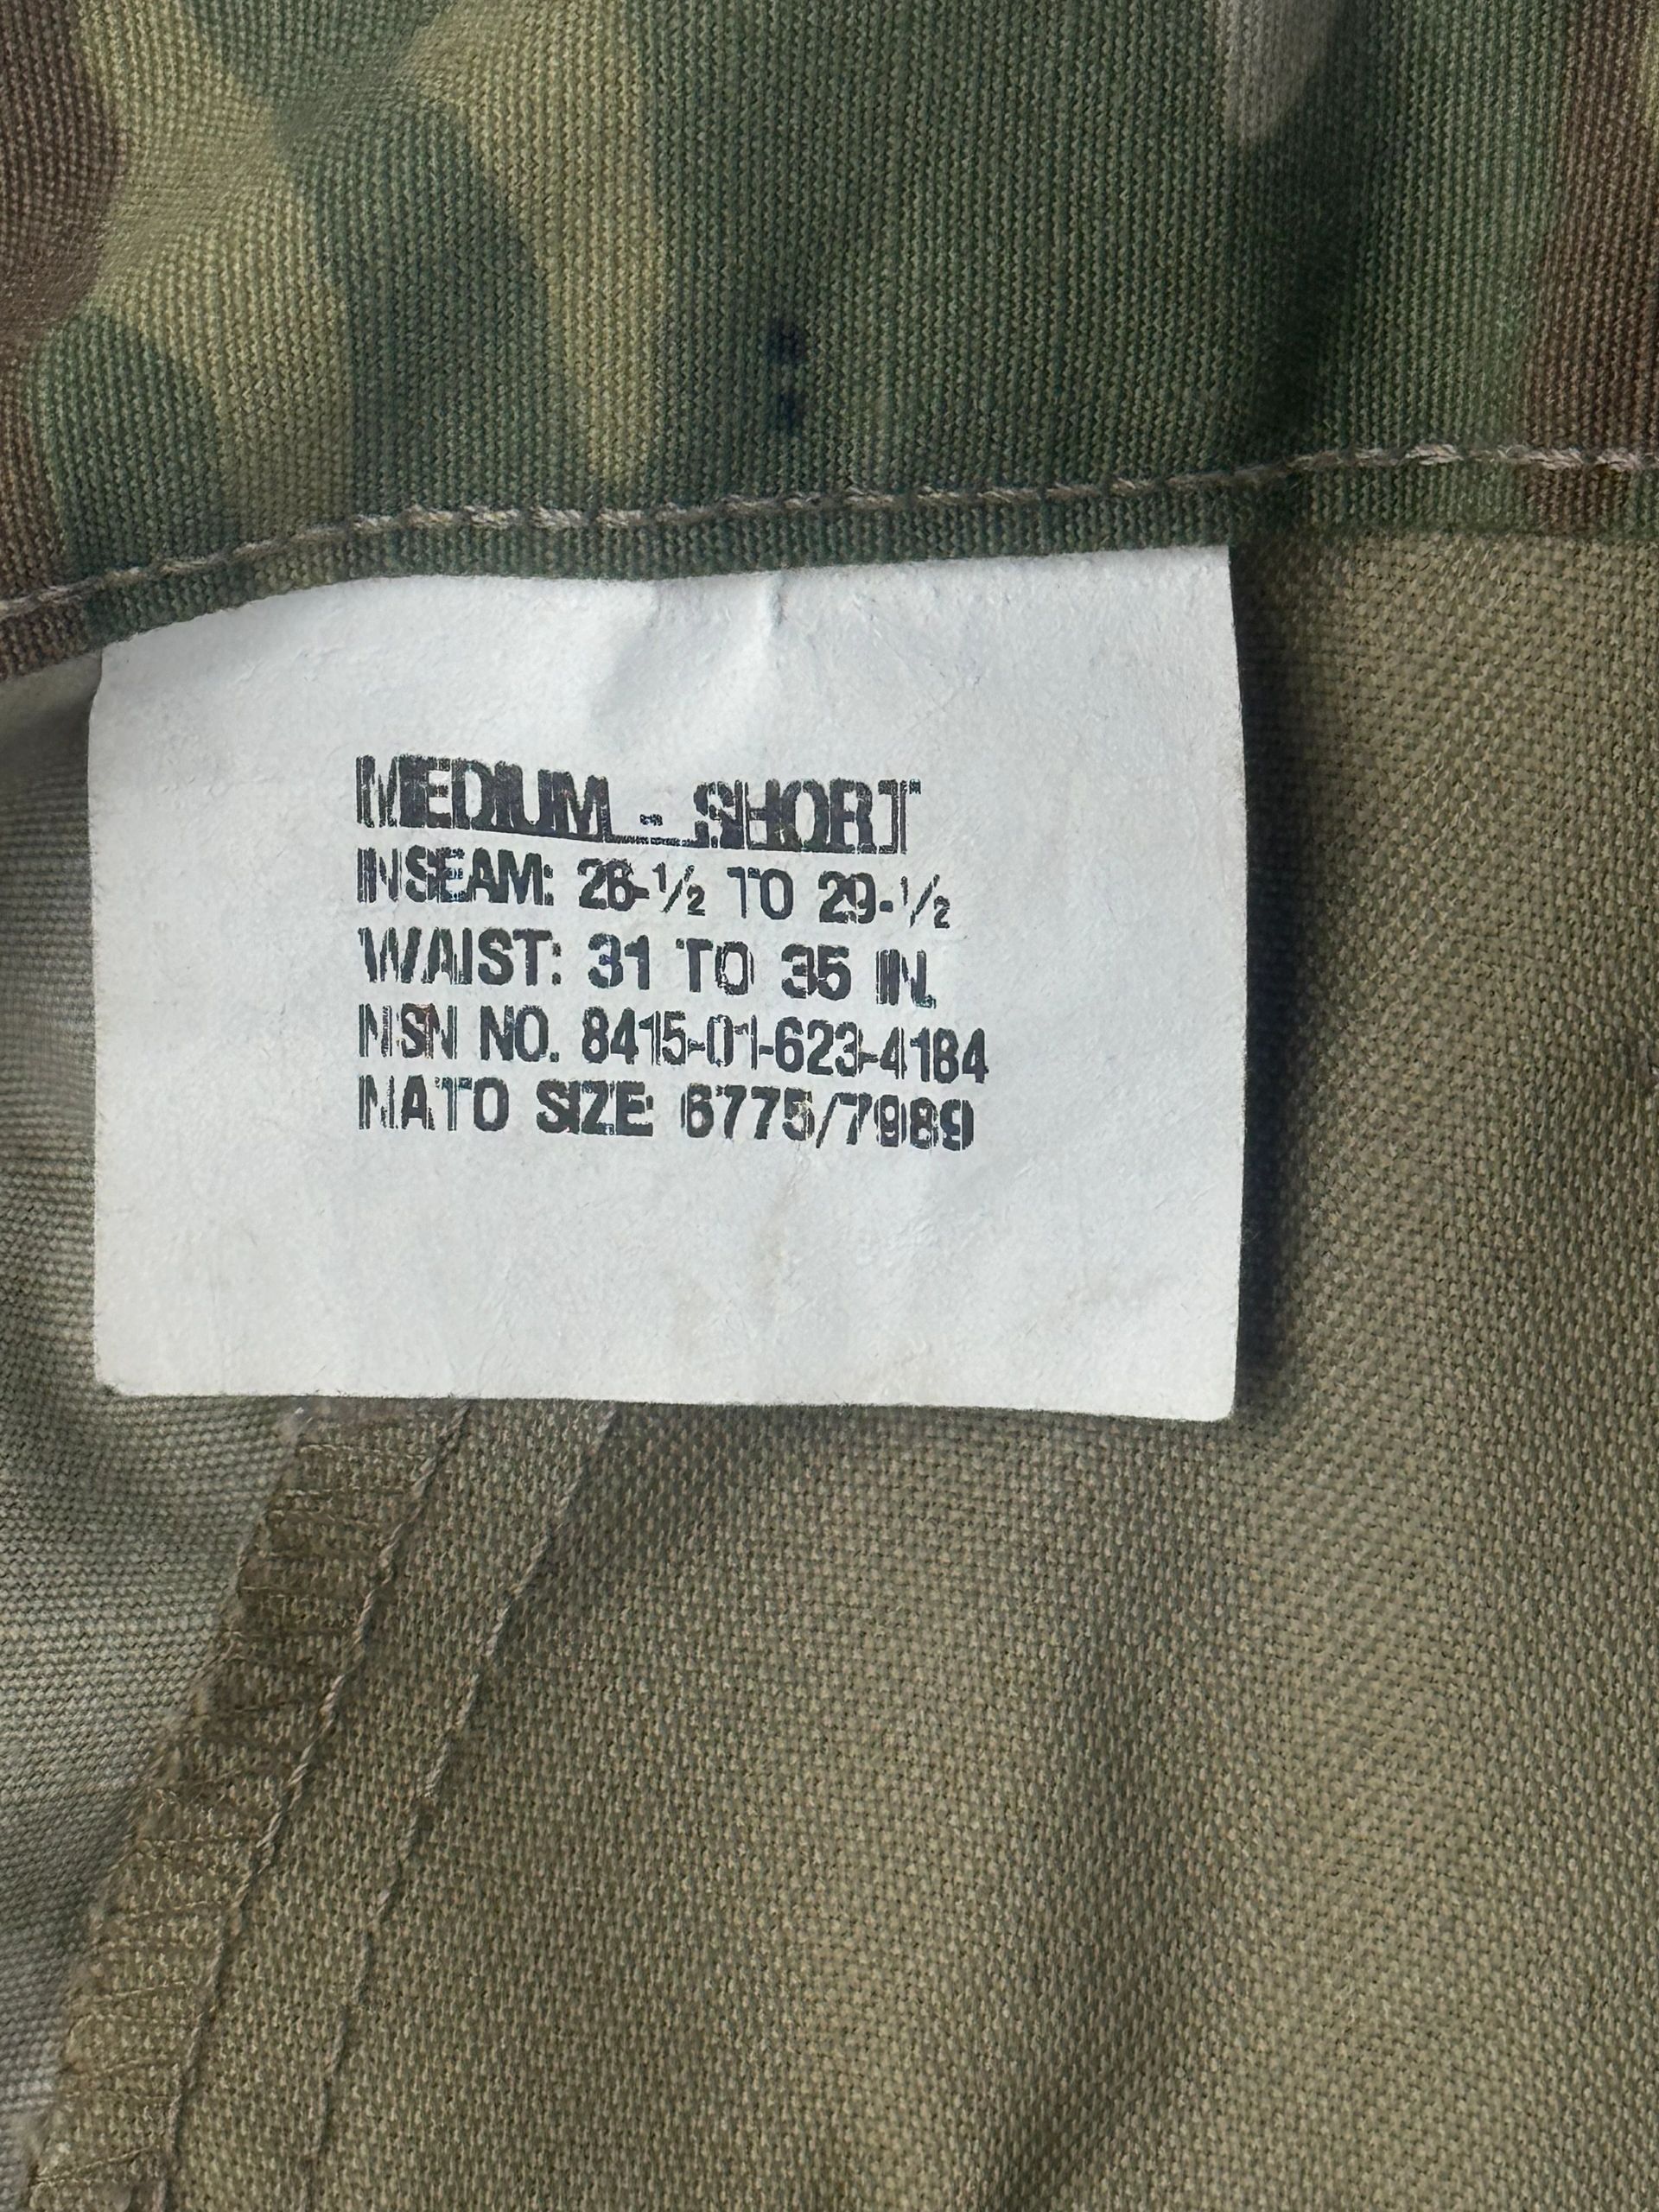 MEDIUM - SHORT
INSEAM: 26-½ TO 29-½
WAIST: 31 TO 35 IN.
NSN NO. 8415-01-623-4184
NATO SIZE: 6775/7989